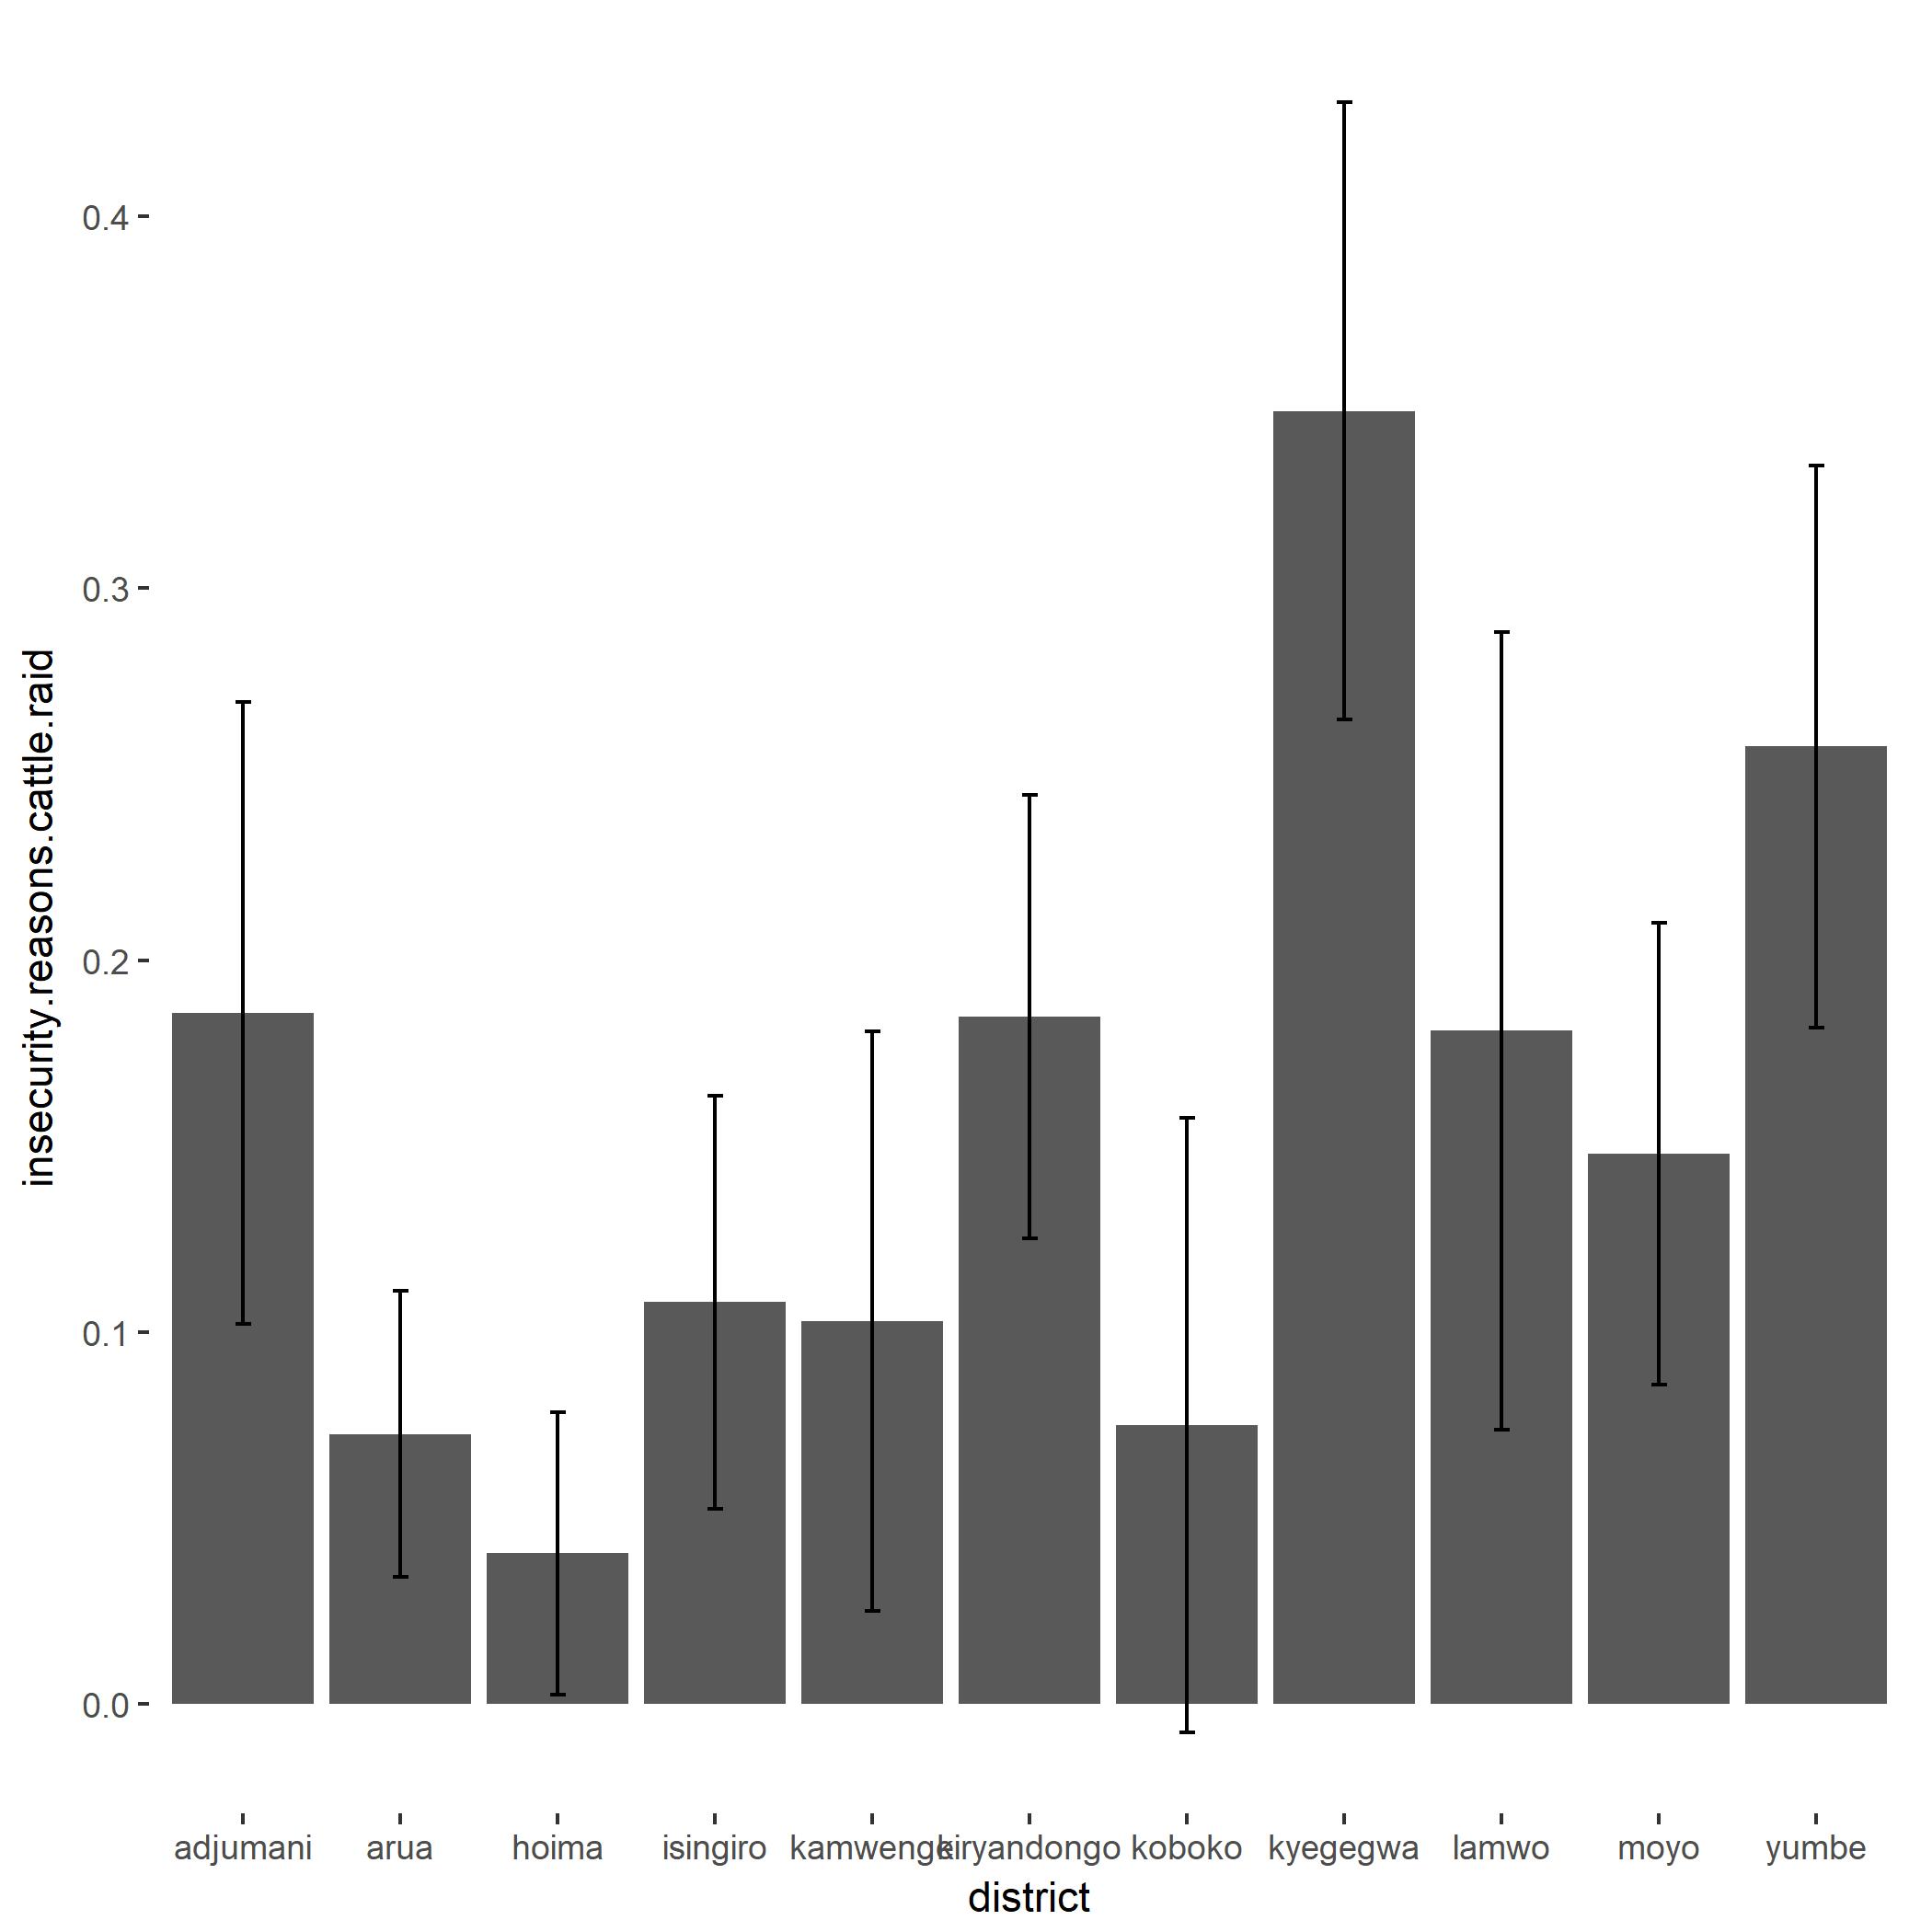 insecurity.reasons.cattle.raid
0.4
0.3
0.2
0.1
0.0
adjumani arua hoima isingiro kamwenge kiryandongo koboko kyegegwa lamwo moyo yumbe
district